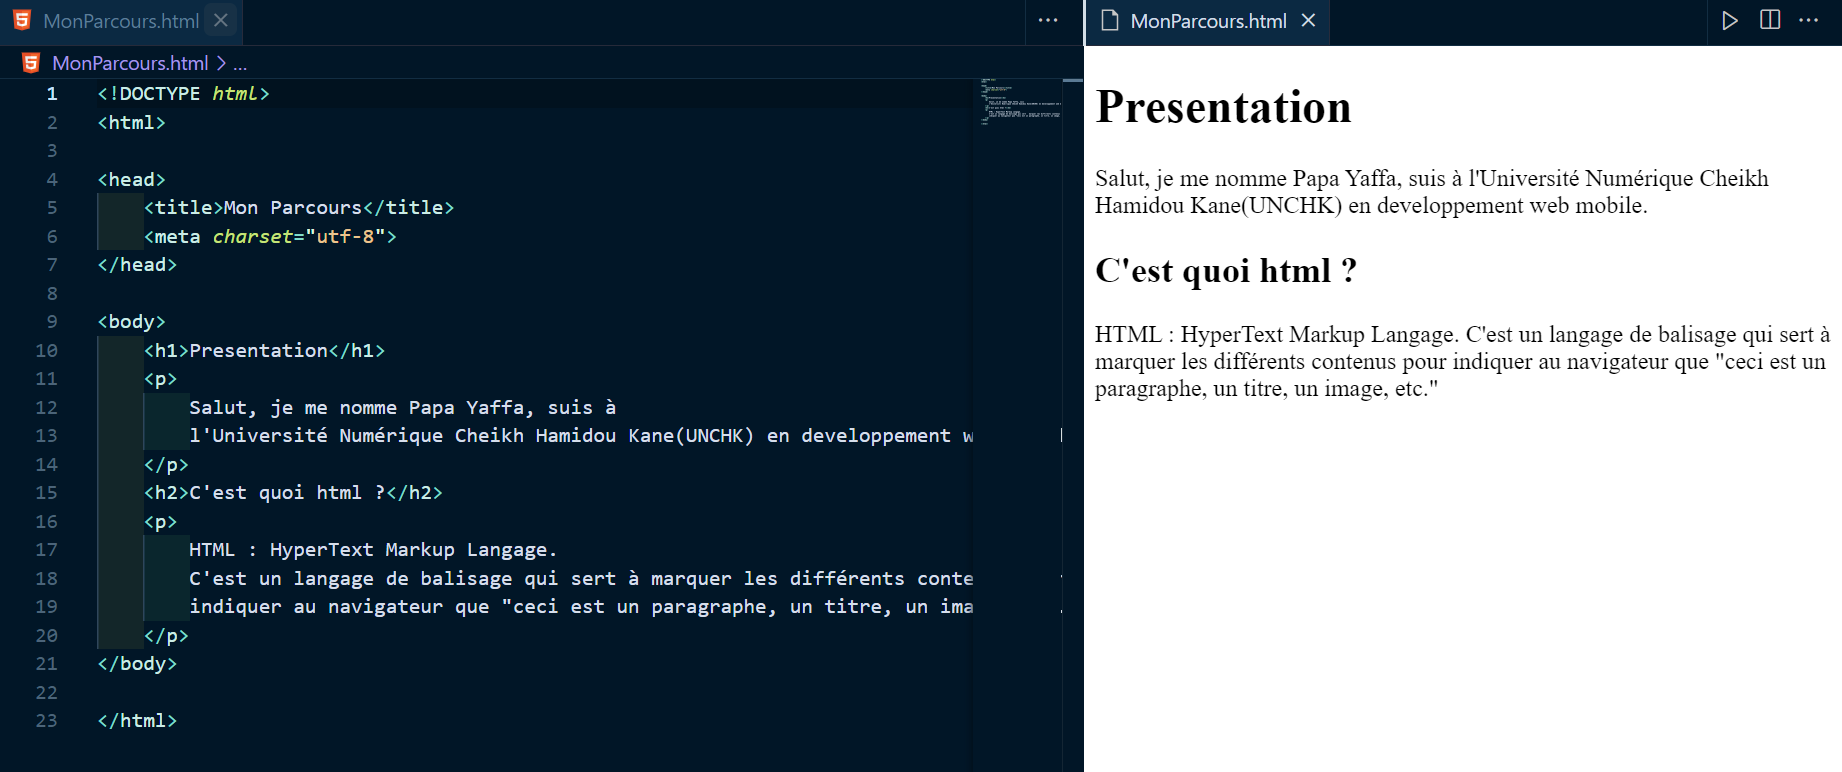 MonParcours.html
MonParcours.html > ...
1 <!DOCTYPE html>
2 <html>
3
4 <head>
5 <title>Mon Parcours</title>
6 <meta charset="utf-8">
7 </head>
8
9 <body>
10 <h1>Presentation</h1>
11 <p>
12 Salut, je me nomme Papa Yaffa, suis à
13 l'Université Numérique Cheikh Hamidou Kane(UNCHK) en developpement
14 </p>
15 <h2>C'est quoi html ?</h2>
16 <p>
17 HTML : HyperText Markup Langage.
18 C'est un langage de balisage qui sert à marquer les différents conte
19 indiquer au navigateur que "ceci est un paragraphe, un titre, un ima
20 </p>
21 </body>
22
23 </html>
MonParcours.html
Presentation
Salut, je me nomme Papa Yaffa, suis à l'Université Numérique Cheikh
Hamidou Kane(UNCHK) en developpement web mobile.
C'est quoi html ?
HTML : HyperText Markup Langage. C'est un langage de balisage qui sert à
marquer les différents contenus pour indiquer au navigateur que "ceci est un
paragraphe, un titre, un image, etc."